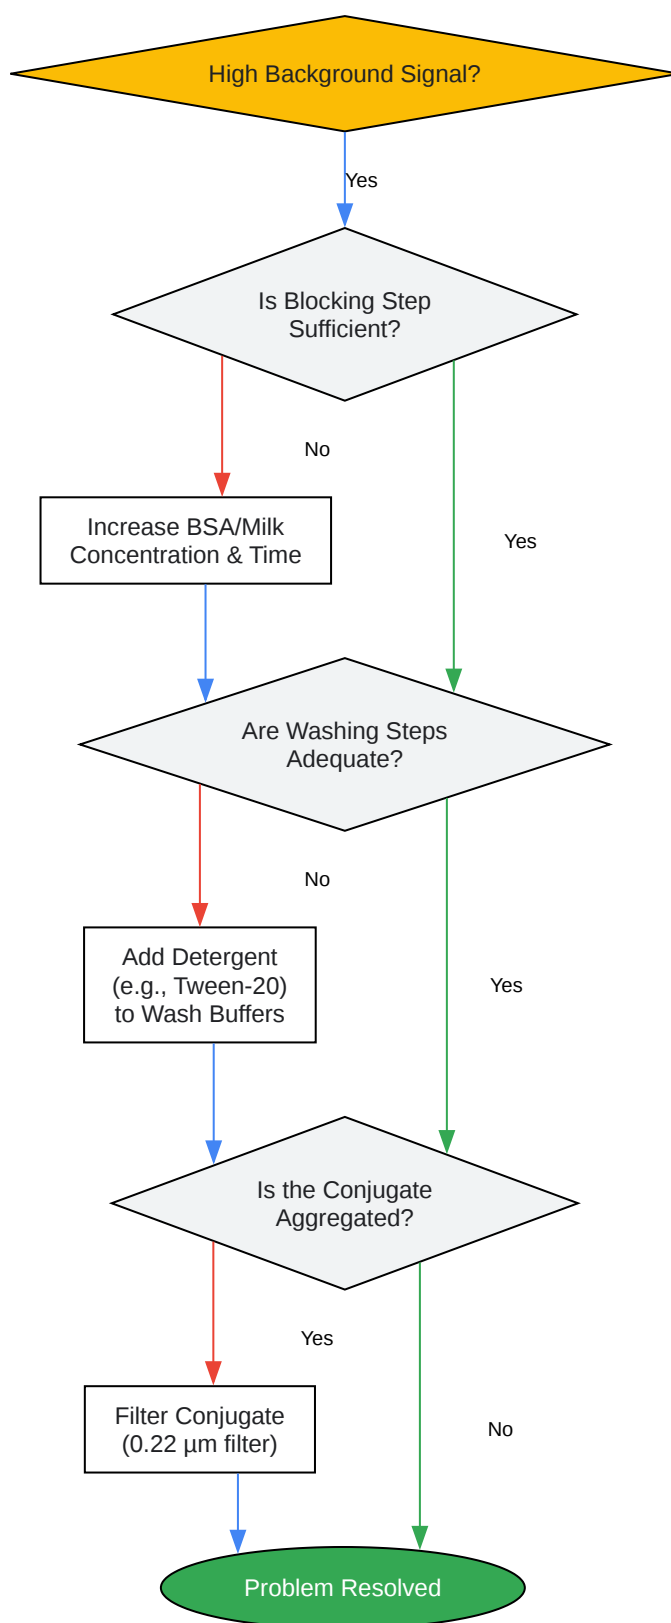 High Background Signal?
Yes
Is Blocking Step
Sufficient?
No
Increase BSA/Milk
Concentration & Time
Yes
Are Washing Steps
Adequate?
No
Add Detergent
(e.g., Tween-20)
to Wash Buffers
Yes
Is the Conjugate
Aggregated?
Yes
Filter Conjugate
(0.22 µm filter)
No
Problem Resolved